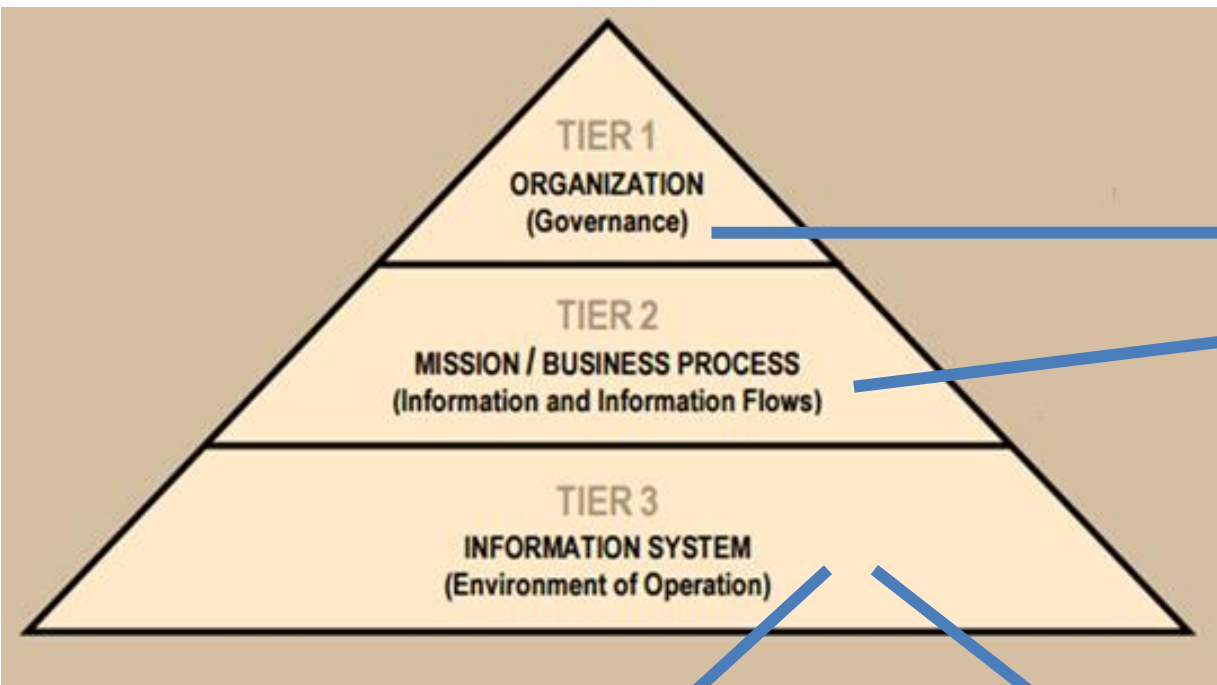 TIER 1
ORGANIZATION
(Governance)
TIER 2
MISSION / BUSINESS PROCESS
(Information and Information Flows)
TIER 3
INFORMATION SYSTEM
(Environment of Operation)